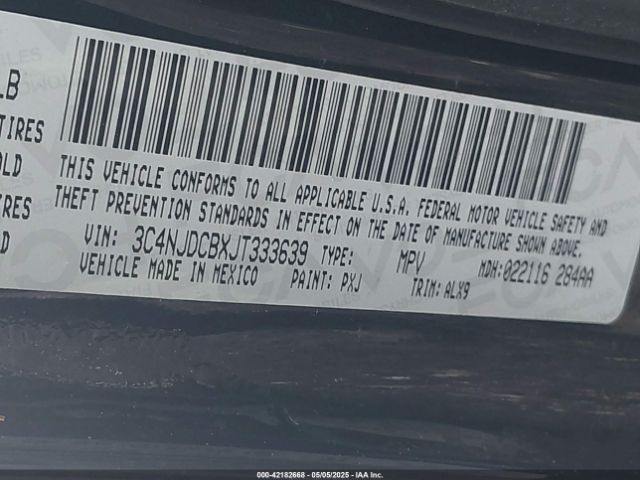 LB
TIRES
OLD
IRES
D
THIS VEHICLE CONFORMS TO ALL APPLICABLE U.S.A. FEDERAL MOTOR VEHICLE SAFETY AND
THEFT PREVENTION STANDARDS IN EFFECT ON THE DATE OF MANUFACTURE SHOWN ABOVE.
VIN: 3C4NJDCBXJT333639 TYPE: MPV MDH:022116 284AA
VEHICLE MADE IN MEXICO PAINT: PXJ TRIM: ALX9
000-42182668 - 05/05/2025 - IAA Inc.